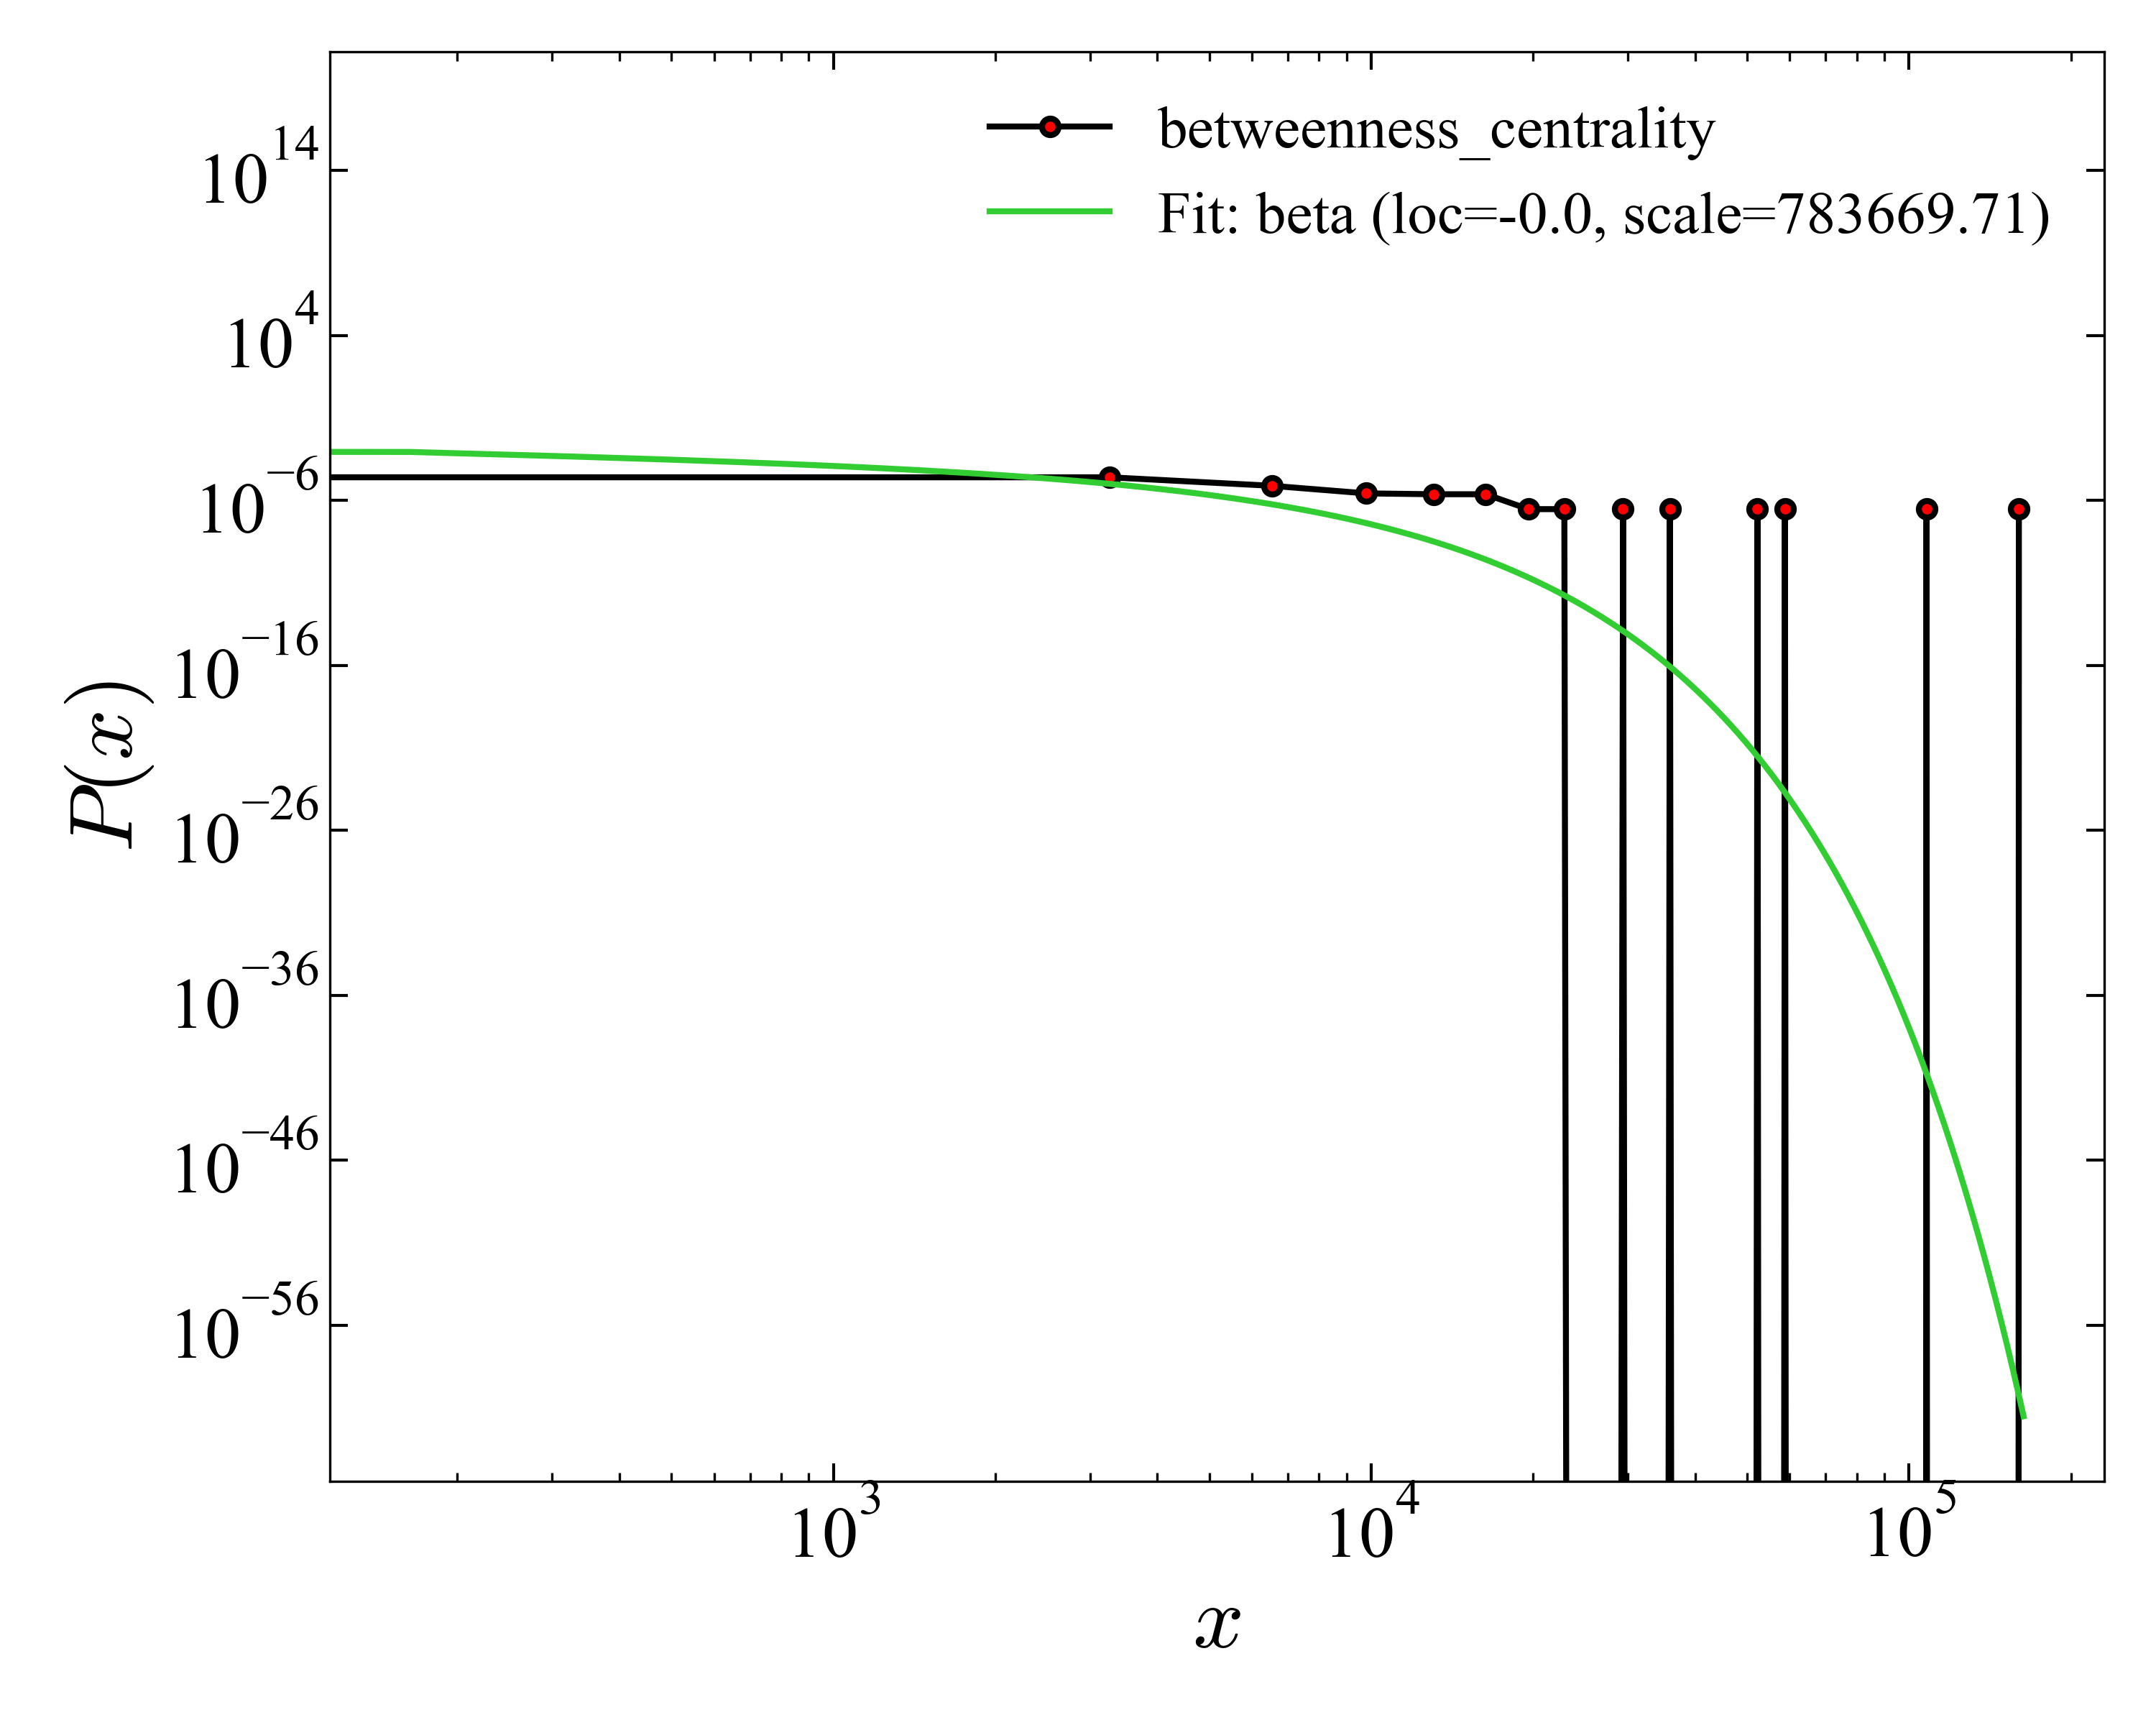 betweenness_centrality
Fit: beta (loc=-0.0, scale=783669.71)
10^14
10^4
10^−6
10^−16
10^−26
10^−36
10^−46
10^−56
P(x)
10^3 10^4 10^5
x